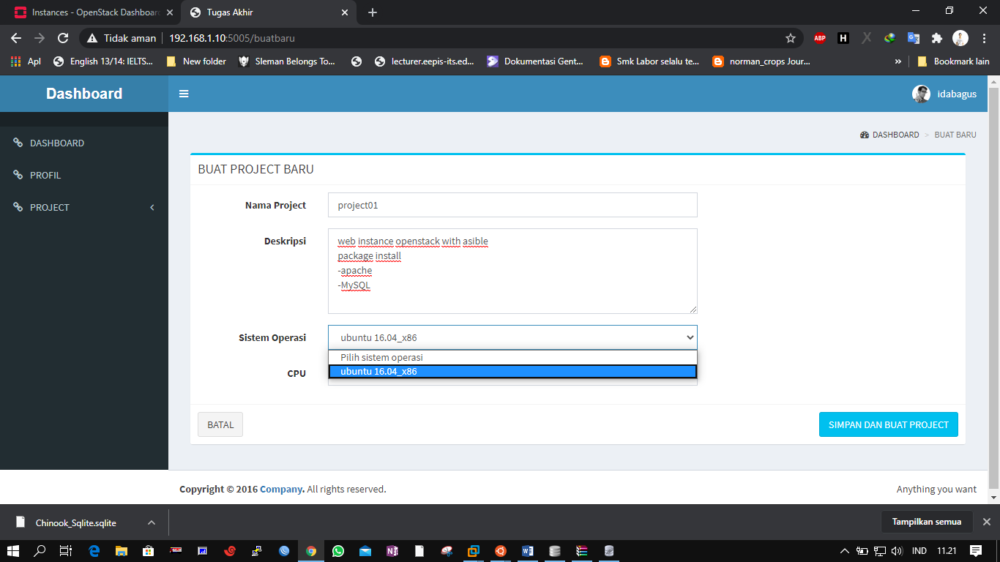 Instances - OpenStack Dashboar
Tugas Akhir
Tidak aman
192.168.1.10:5005/buatbaru
ABP
H
Apl
English 13/14: IELTS...
New folder
Sleman Belongs To...
lecturer.eepis-its.ed...
Dokumentasi Gent...
Smk Labor selalu te...
norman_crops Jour...
»
Bookmark lain
Dashboard
idabagus
DASHBOARD
PROFIL
PROJECT
DASHBOARD > BUAT BARU
BUAT PROJECT BARU
Nama Project
project01
Deskripsi
web instance openstack with asible
package install
-apache
-MySQL
Sistem Operasi
ubuntu 16.04_x86
Pilih sistem operasi
ubuntu 16.04_x86
CPU
BATAL
SIMPAN DAN BUAT PROJECT
Copyright © 2016 Company. All rights reserved.
Anything you want
Chinook_Sqlite.sqlite
Tampilkan semua
IND
11.21